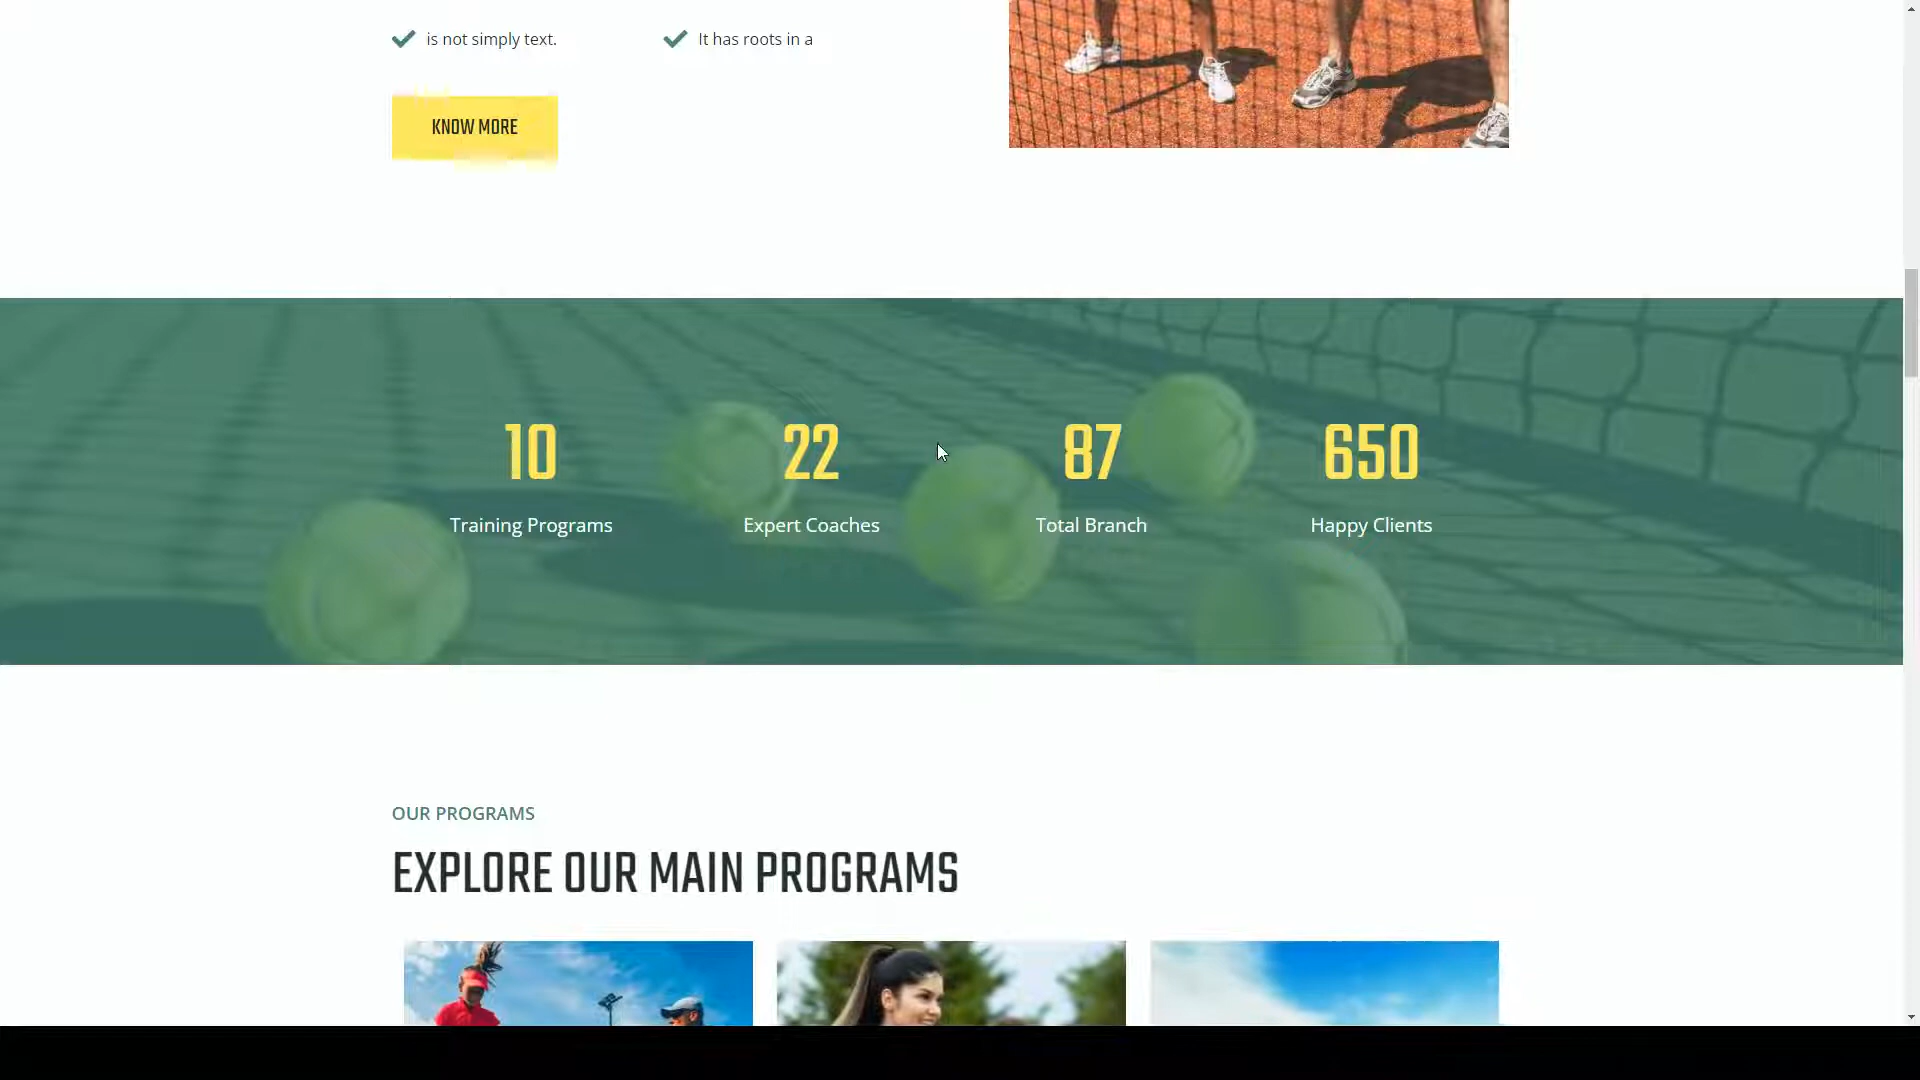 is not simply text. It has roots in a
KNOW MORE
10 22 87 650
Training Programs Expert Coaches Total Branch Happy Clients
OUR PROGRAMS
EXPLORE OUR MAIN PROGRAMS